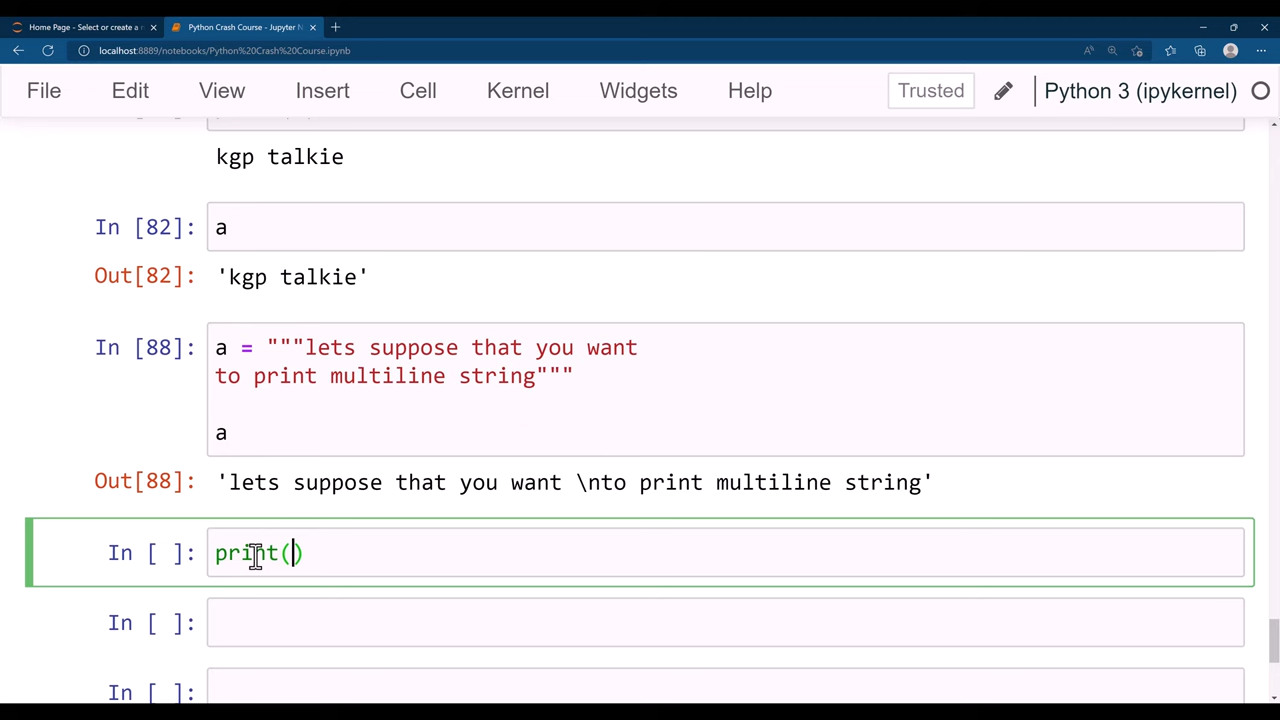 Home Page - Select or create a n
Python Crash Course - Jupyter N
localhost:8889/notebooks/Python%20Crash%20Course.ipynb
File Edit View Insert Cell Kernel Widgets Help Trusted Python 3 (ipykernel)
kgp talkie
In [82]: a
Out[82]: 'kgp talkie'
In [88]: a = """lets suppose that you want
to print multiline string"""
a
Out[88]: 'lets suppose that you want \nto print multiline string'
In [ ]: print()
In [ ]:
In [ ]: